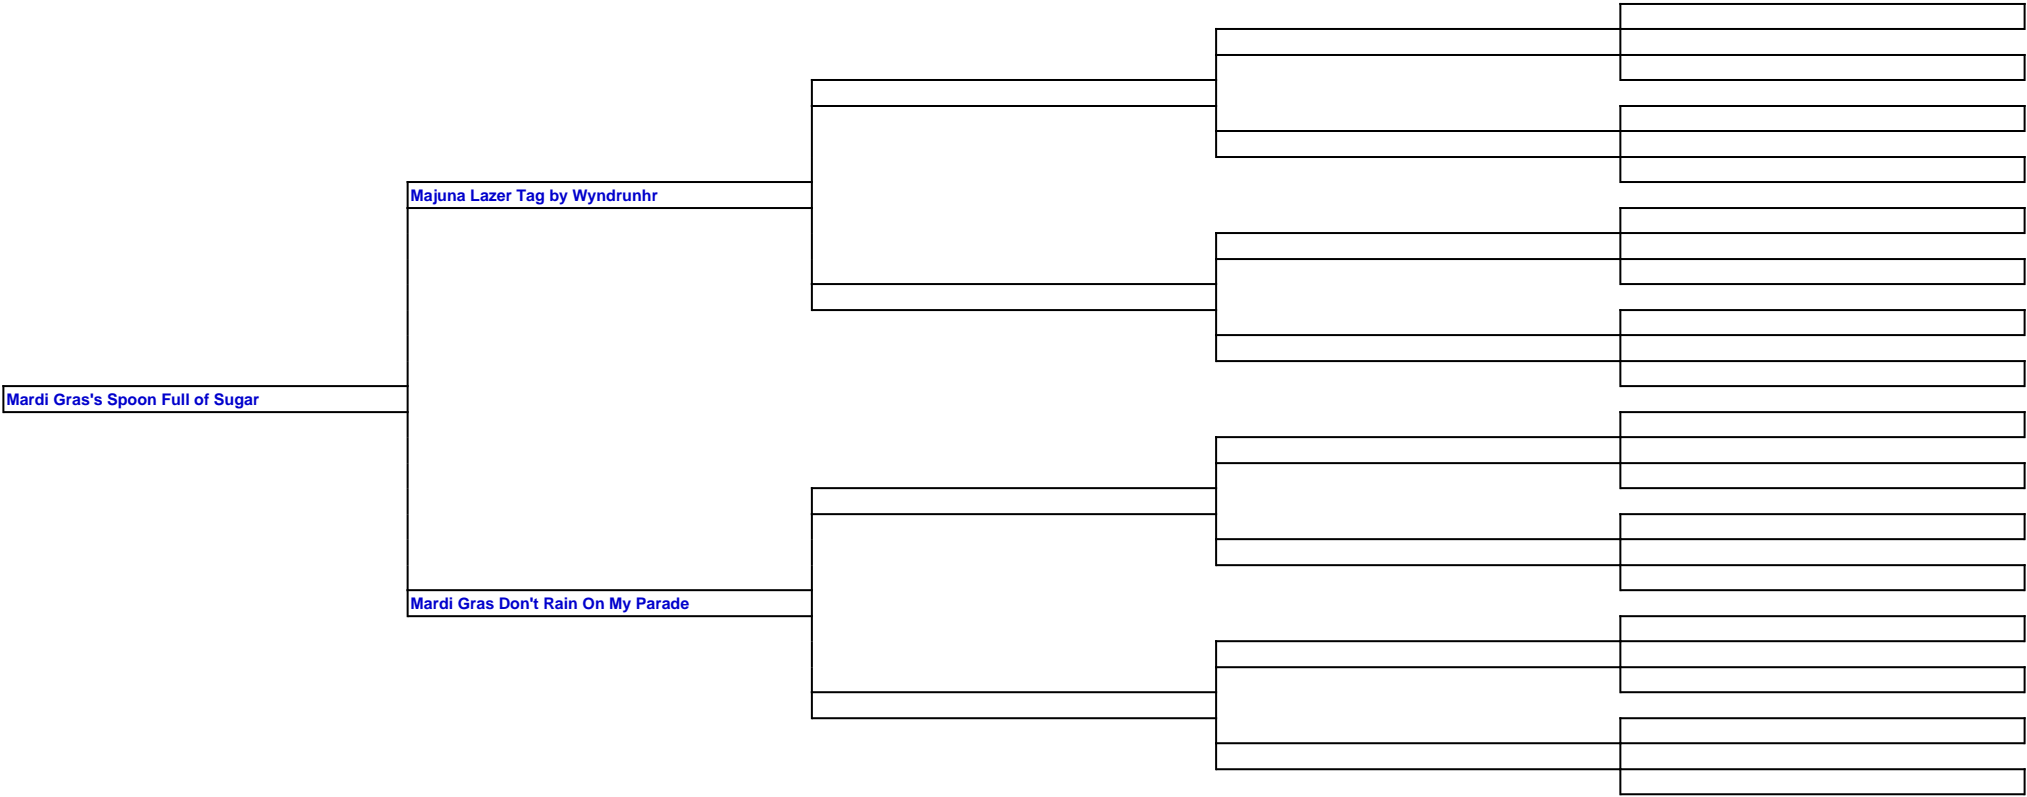 Majuna Lazer Tag by Wyndrunhr
Mardi Gras's Spoon Full of Sugar
Mardi Gras Don't Rain On My Parade